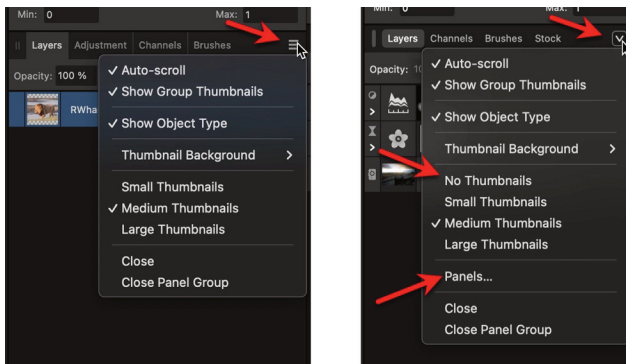 Min: 0 Max: 1
Layers Adjustment Channels Brushes
Opacity: 100 %
RWha
✓ Auto-scroll
✓ Show Group Thumbnails
✓ Show Object Type
Thumbnail Background >
Small Thumbnails
✓ Medium Thumbnails
Large Thumbnails
Close
Close Panel Group
Min: 0 Max: 1
Layers Channels Brushes Stock
Opacity: 10
✓ Auto-scroll
✓ Show Group Thumbnails
✓ Show Object Type
Thumbnail Background >
No Thumbnails
Small Thumbnails
✓ Medium Thumbnails
Large Thumbnails
Panels...
Close
Close Panel Group